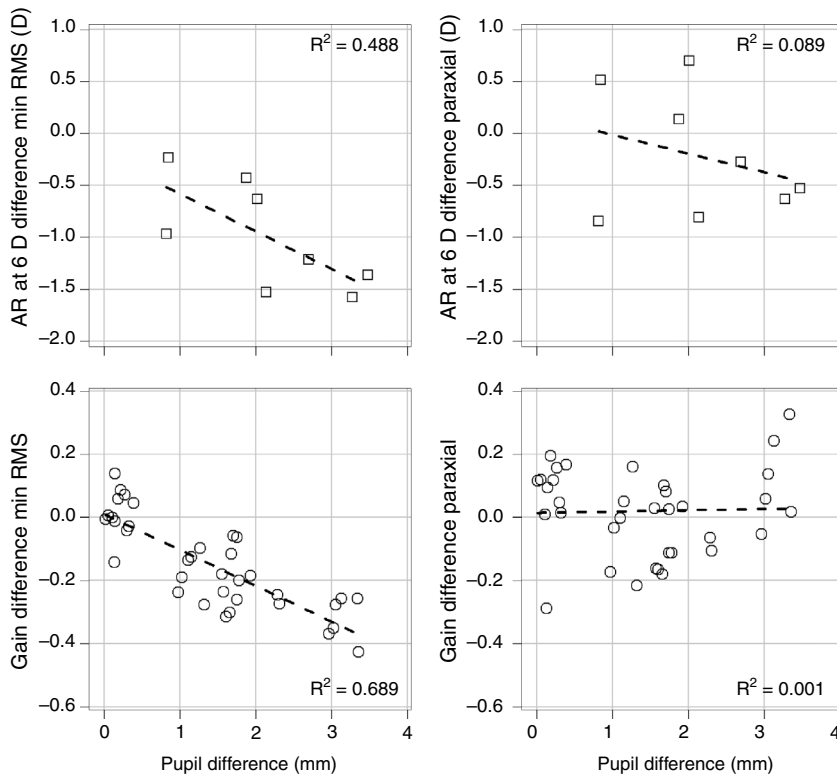 AR at 6 D difference min RMS (D)
1.0
0.5
0.0
−0.5
−1.0
−1.5
−2.0
R² = 0.488
AR at 6 D difference paraxial (D)
1.0
0.5
0.0
−0.5
−1.0
−1.5
−2.0
R² = 0.089
Gain difference min RMS
0.4
0.2
0.0
−0.2
−0.4
−0.6
R² = 0.689
0 1 2 3 4
Pupil difference (mm)
Gain difference paraxial
0.4
0.2
0.0
−0.2
−0.4
−0.6
R² = 0.001
0 1 2 3 4
Pupil difference (mm)